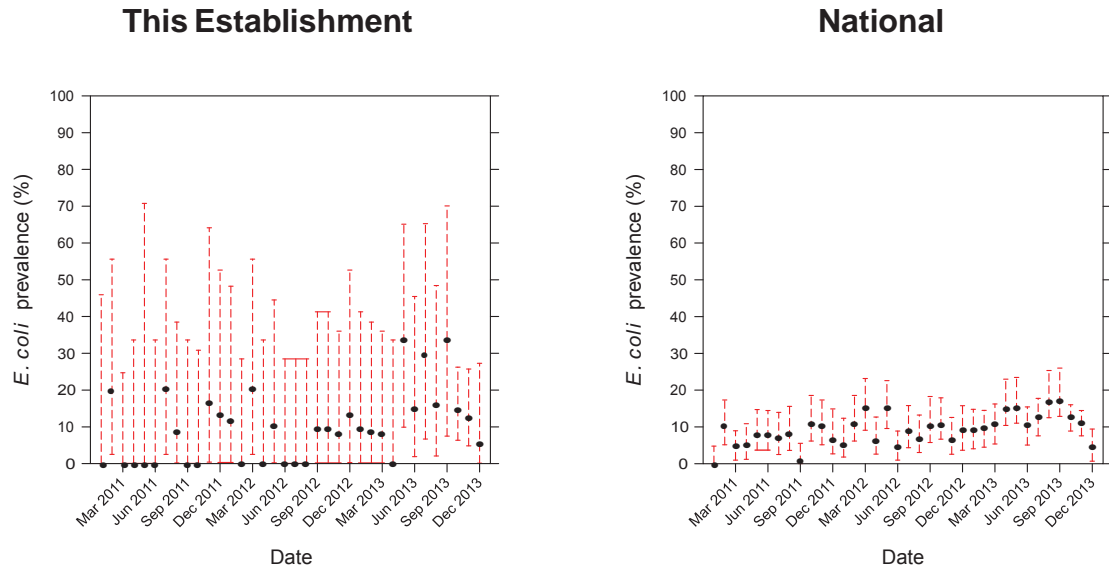 This Establishment
100
90
80
70
60
50
40
30
20
10
0
E. coli prevalence (%)
Mar 2011
Jun 2011
Sep 2011
Dec 2011
Mar 2012
Jun 2012
Sep 2012
Dec 2012
Mar 2013
Jun 2013
Sep 2013
Dec 2013
Date
National
100
90
80
70
60
50
40
30
20
10
0
E. coli prevalence (%)
Mar 2011
Jun 2011
Sep 2011
Dec 2011
Mar 2012
Jun 2012
Sep 2012
Dec 2012
Mar 2013
Jun 2013
Sep 2013
Dec 2013
Date